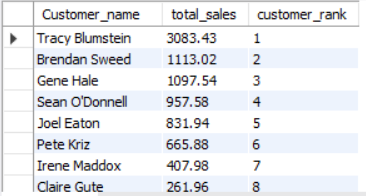 Customer_name total_sales customer_rank
Tracy Blumstein 3083.43 1
Brendan Sweed 1113.02 2
Gene Hale 1097.54 3
Sean O'Donnell 957.58 4
Joel Eaton 831.94 5
Pete Kriz 665.88 6
Irene Maddox 407.98 7
Claire Gute 261.96 8